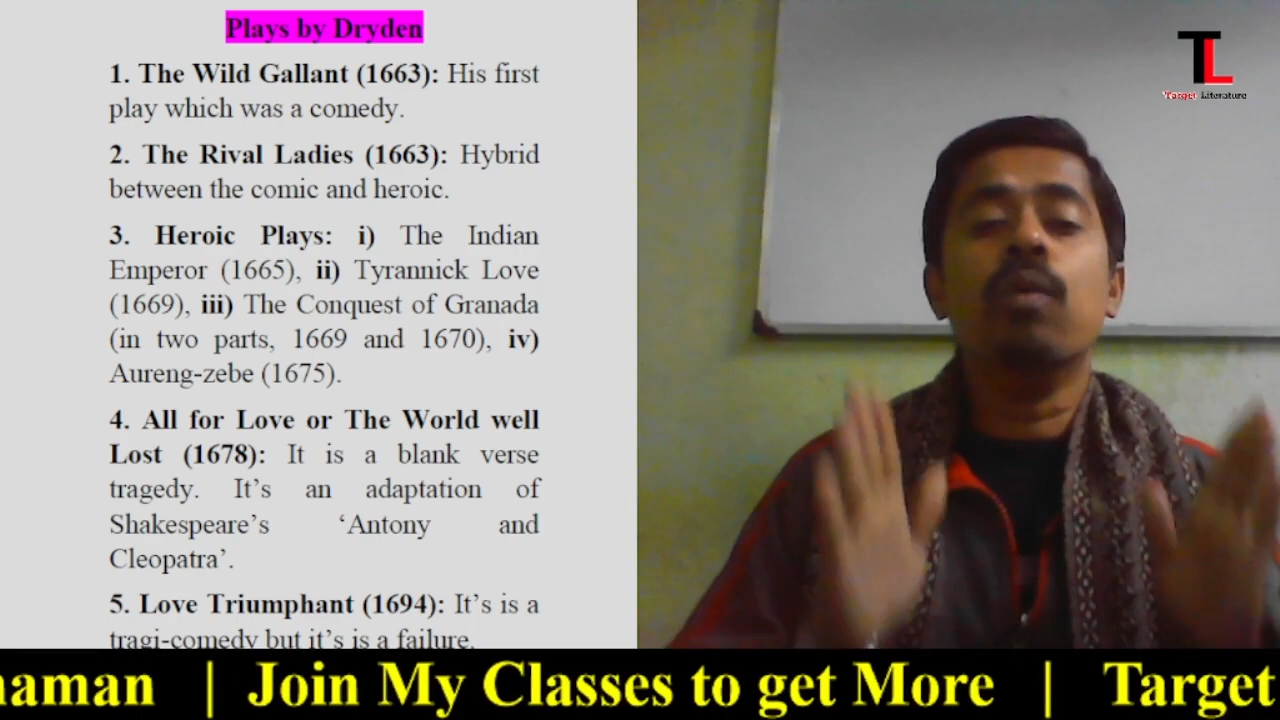 Plays by Dryden
1. The Wild Gallant (1663): His first
play which was a comedy.
2. The Rival Ladies (1663): Hybrid
between the comic and heroic.
3. Heroic Plays: i) The Indian
Emperor (1665), ii) Tyrannick Love
(1669), iii) The Conquest of Granada
(in two parts, 1669 and 1670), iv)
Aureng-zebe (1675).
4. All for Love or The World well
Lost (1678): It is a blank verse
tragedy. It's an adaptation of
Shakespeare's 'Antony and
Cleopatra'.
5. Love Triumphant (1694): It's is a
tragi-comedy but it's is a failure.
TL
Target Literature
haman | Join My Classes to get More | Target